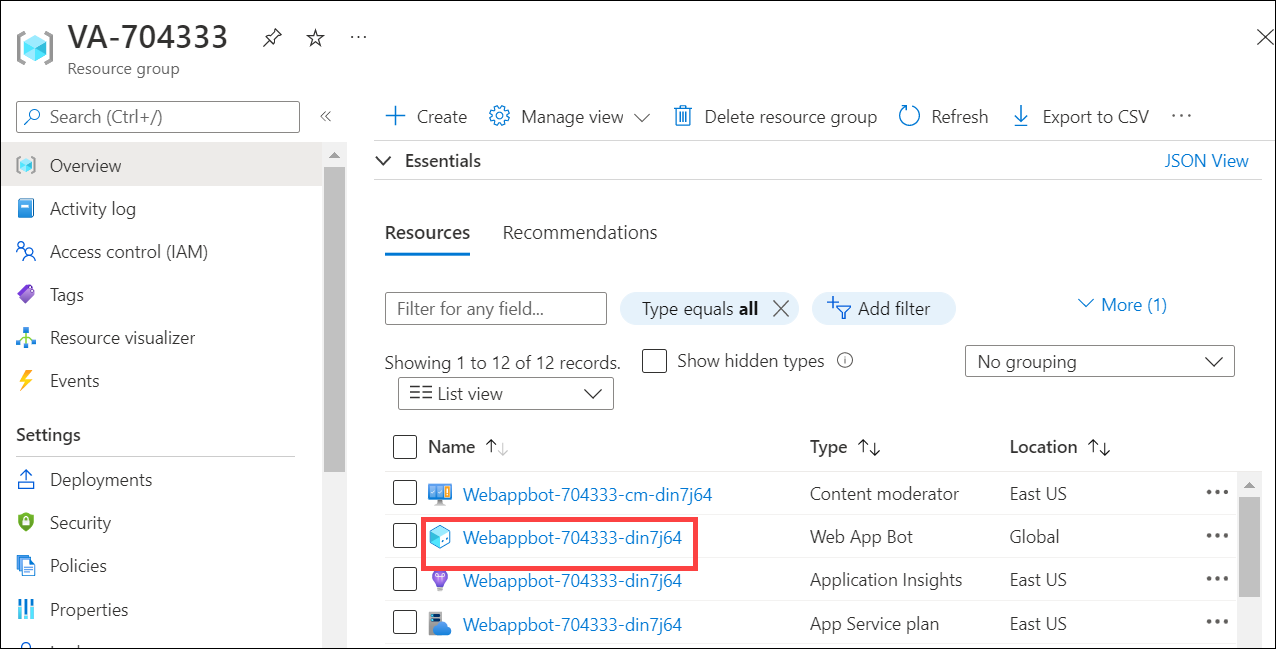 VA-704333
Resource group
Search (Ctrl+/)
Overview
Activity log
Access control (IAM)
Tags
Resource visualizer
Events
Settings
Deployments
Security
Policies
Properties
Create Manage view Delete resource group Refresh Export to CSV
Essentials JSON View
Resources Recommendations
Filter for any field... Type equals all Add filter More (1)
Showing 1 to 12 of 12 records. Show hidden types No grouping
List view
Name Type Location
Webappbot-704333-cm-din7j64 Content moderator East US
Webappbot-704333-din7j64 Web App Bot Global
Webappbot-704333-din7j64 Application Insights East US
Webappbot-704333-din7j64 App Service plan East US